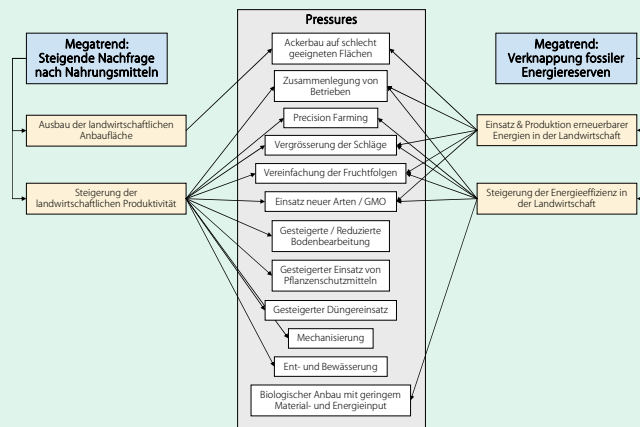 Pressures
Megatrend:
Steigende Nachfrage
nach Nahrungsmitteln
Ausbau der landwirtschaftlichen
Anbaufläche
Steigerung der
landwirtschaftlichen Produktivität
Ackerbau auf schlecht
geeigneten Flächen
Zusammenlegung von
Betrieben
Precision Farming
Vergrösserung der Schläge
Vereinfachung der Fruchtfolgen
Einsatz neuer Arten / GMO
Gesteigerte / Reduzierte
Bodenbearbeitung
Gesteigerter Einsatz von
Pflanzenschutzmitteln
Gesteigerter Düngereinsatz
Mechanisierung
Ent- und Bewässerung
Biologischer Anbau mit geringem
Material- und Energieinput
Megatrend:
Verknappung fossiler
Energiereserven
Einsatz & Produktion erneuerbarer
Energien in der Landwirtschaft
Steigerung der Energieeffizienz in
der Landwirtschaft